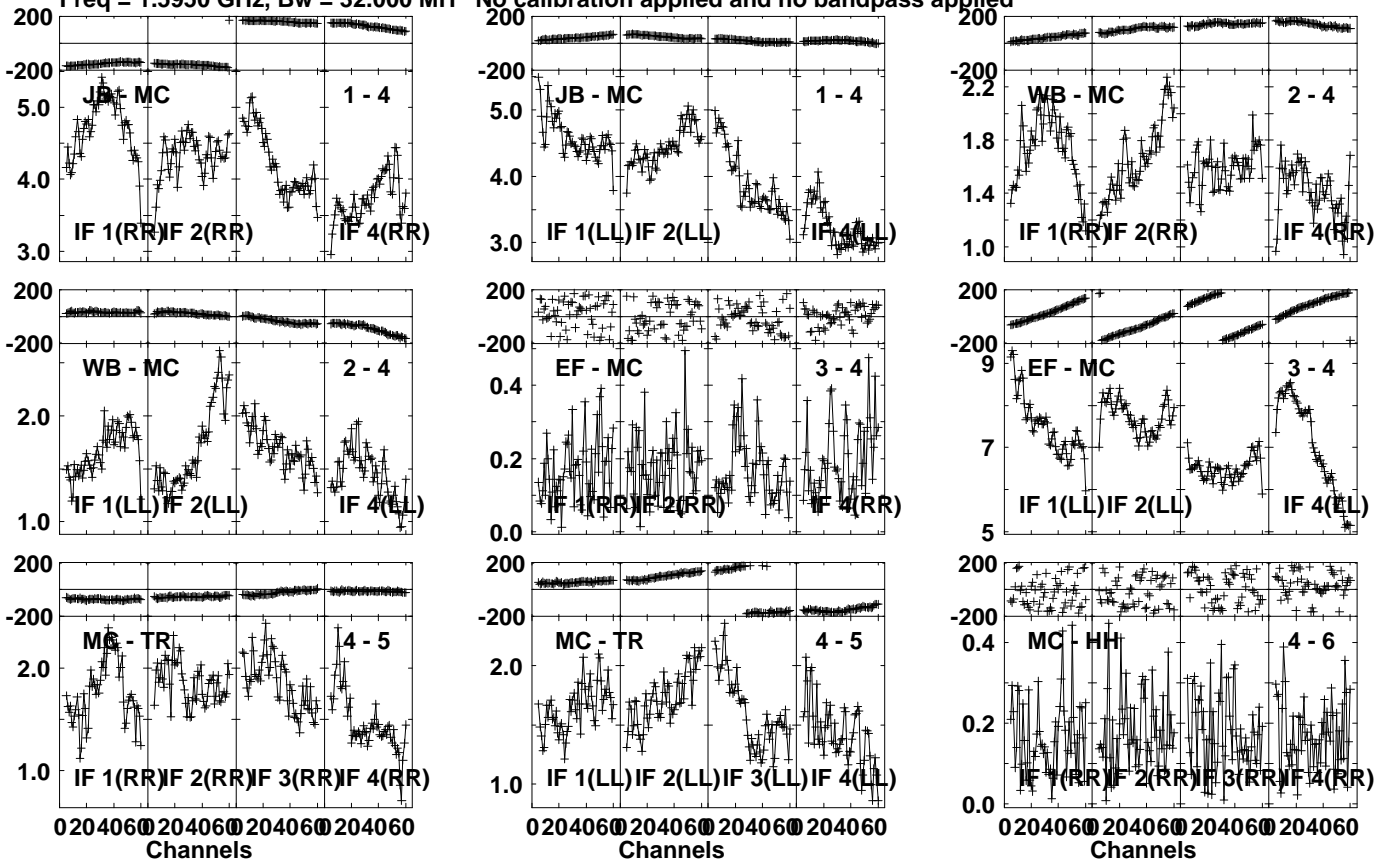 Freq = 1.5950 GHz, Bw = 32.000 MH No calibration applied and no bandpass applied
200
-200
JB - MC
1 - 4
5.0
4.0
3.0
IF 1(RR)
IF 2(RR)
IF 4(RR)
200
-200
JB - MC
1 - 4
5.0
4.0
3.0
IF 1(LL)
IF 2(LL)
IF 4(LL)
200
-200
WB - MC
2 - 4
2.2
1.8
1.4
1.0
IF 1(RR)
IF 2(RR)
IF 4(RR)
200
-200
WB - MC
2 - 4
2.0
1.0
IF 1(LL)
IF 2(LL)
IF 4(LL)
200
-200
EF - MC
3 - 4
0.4
0.2
0.0
IF 1(RR)
IF 2(RR)
IF 4(RR)
200
-200
EF - MC
3 - 4
9
7
5
IF 1(LL)
IF 2(LL)
IF 4(LL)
200
-200
MC - TR
4 - 5
2.0
1.0
IF 1(RR)
IF 2(RR)
IF 3(RR)
IF 4(RR)
0 20 40 60 0 20 40 60 0 20 40 60 0 20 40 60
Channels
200
-200
MC - TR
4 - 5
2.0
1.0
IF 1(LL)
IF 2(LL)
IF 3(LL)
IF 4(LL)
0 20 40 60 0 20 40 60 0 20 40 60 0 20 40 60
Channels
200
-200
MC - HH
4 - 6
0.4
0.2
0.0
IF 1(RR)
IF 2(RR)
IF 3(RR)
IF 4(RR)
0 20 40 60 0 20 40 60 0 20 40 60 0 20 40 60
Channels